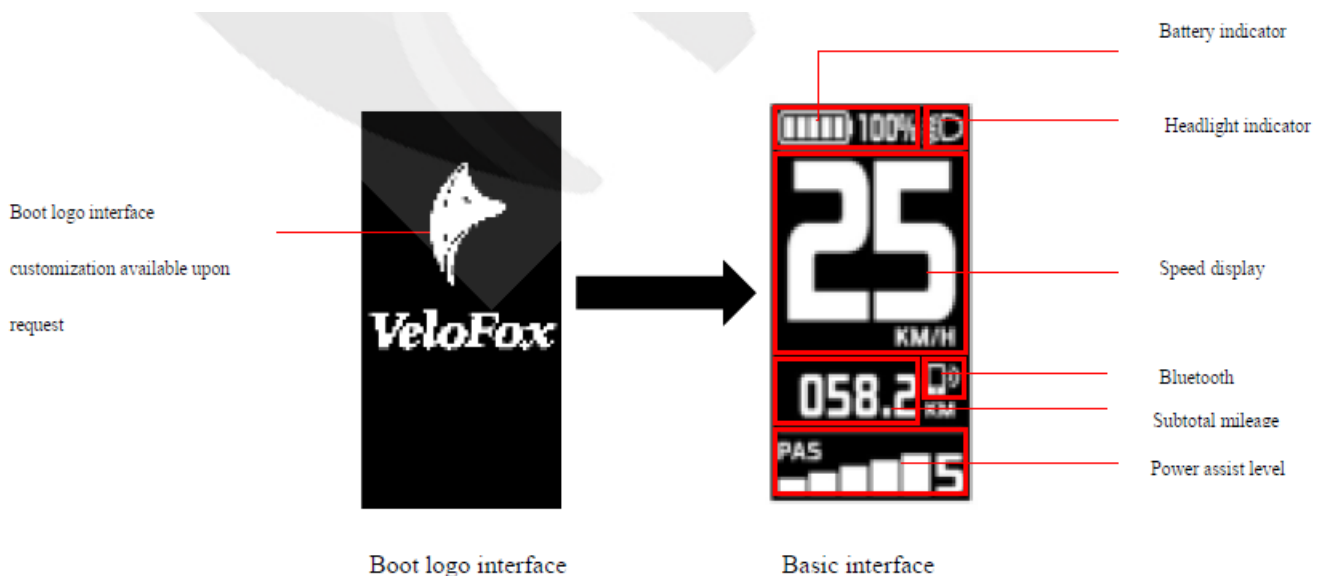 Battery indicator
Headlight indicator
100%
25
KM/H
Boot logo interface
customization available upon
request
VeloFox
Speed display
058.2
KM
Bluetooth
Subtotal mileage
PAS
5
Power assist level
Boot logo interface
Basic interface